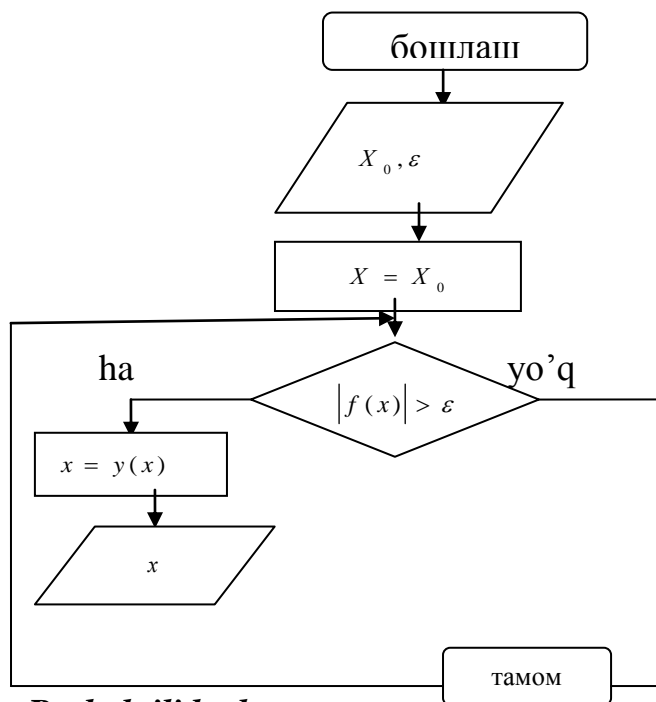 бошлаш
X₀, ε
X = X₀
ha
yo’q
|f(x)| > ε
x = y(x)
x
тамом